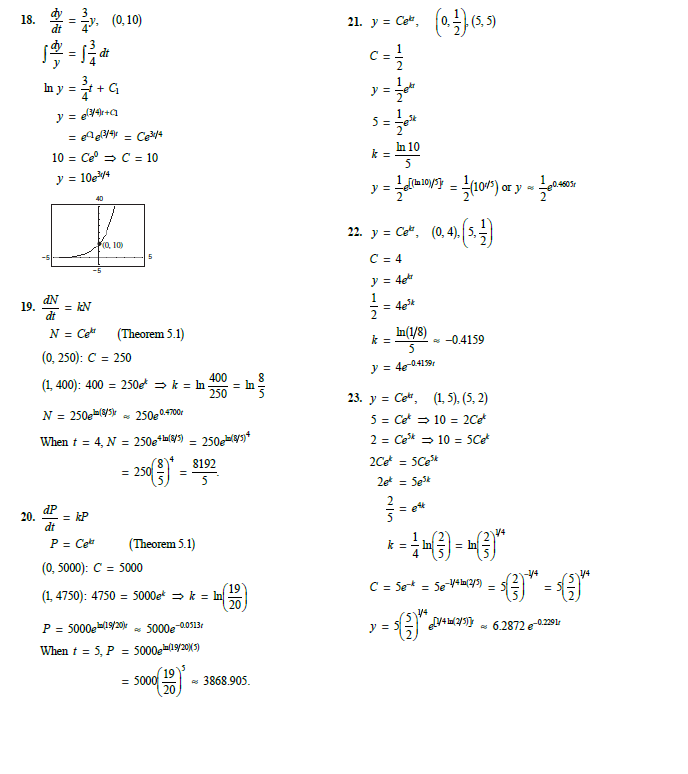 18. dy/dt = 3/4 y, (0, 10)
∫ dy/y = ∫ 3/4 dt
ln y = 3/4 t + C₁
y = e^((3/4)t + C₁)
= e^(C₁) e^((3/4)t) = Ce^(3t/4)
10 = Ce⁰ ⇒ C = 10
y = 10e^(3t/4)
40
(0, 10)
−5
5
−5
19. dN/dt = kN
N = Ce^(kt) (Theorem 5.1)
(0, 250): C = 250
(1, 400): 400 = 250e^k ⇒ k = ln 400/250 = ln 8/5
N = 250e^(ln(8/5)t) ≈ 250e^(0.4700t)
When t = 4, N = 250e^(4 ln(8/5)) = 250e^(ln(8/5)^4)
= 250(8/5)^4 = 8192/5.
20. dP/dt = kP
P = Ce^(kt) (Theorem 5.1)
(0, 5000): C = 5000
(1, 4750): 4750 = 5000e^k ⇒ k = ln(19/20)
P = 5000e^(ln(19/20)t) ≈ 5000e^(−0.0513t)
When t = 5, P = 5000e^(ln(19/20)(5))
= 5000(19/20)^5 ≈ 3868.905.
21. y = Ce^(kt), (0, 1/2), (5, 5)
C = 1/2
y = 1/2 e^(kt)
5 = 1/2 e^(5k)
k = ln 10/5
y = 1/2 e^([(ln 10)/5]t) = 1/2(10^(t/5)) or y ≈ 1/2 e^(0.4605t)
22. y = Ce^(kt), (0, 4), (5, 1/2)
C = 4
y = 4e^(kt)
1/2 = 4e^(5k)
k = ln(1/8)/5 ≈ −0.4159
y = 4e^(−0.4159t)
23. y = Ce^(kt), (1, 5), (5, 2)
5 = Ce^k ⇒ 10 = 2Ce^k
2 = Ce^(5k) ⇒ 10 = 5Ce^k
2Ce^k = 5Ce^(5k)
2e^k = 5e^(5k)
2/5 = e^(4k)
k = 1/4 ln(2/5) = ln(2/5)^(1/4)
C = 5e^(−k) = 5e^(−1/4 ln(2/5)) = 5(2/5)^(−1/4) = 5(5/2)^(1/4)
y = 5(5/2)^(1/4) e^([1/4 ln(2/5)]t) ≈ 6.2872 e^(−0.2291t)